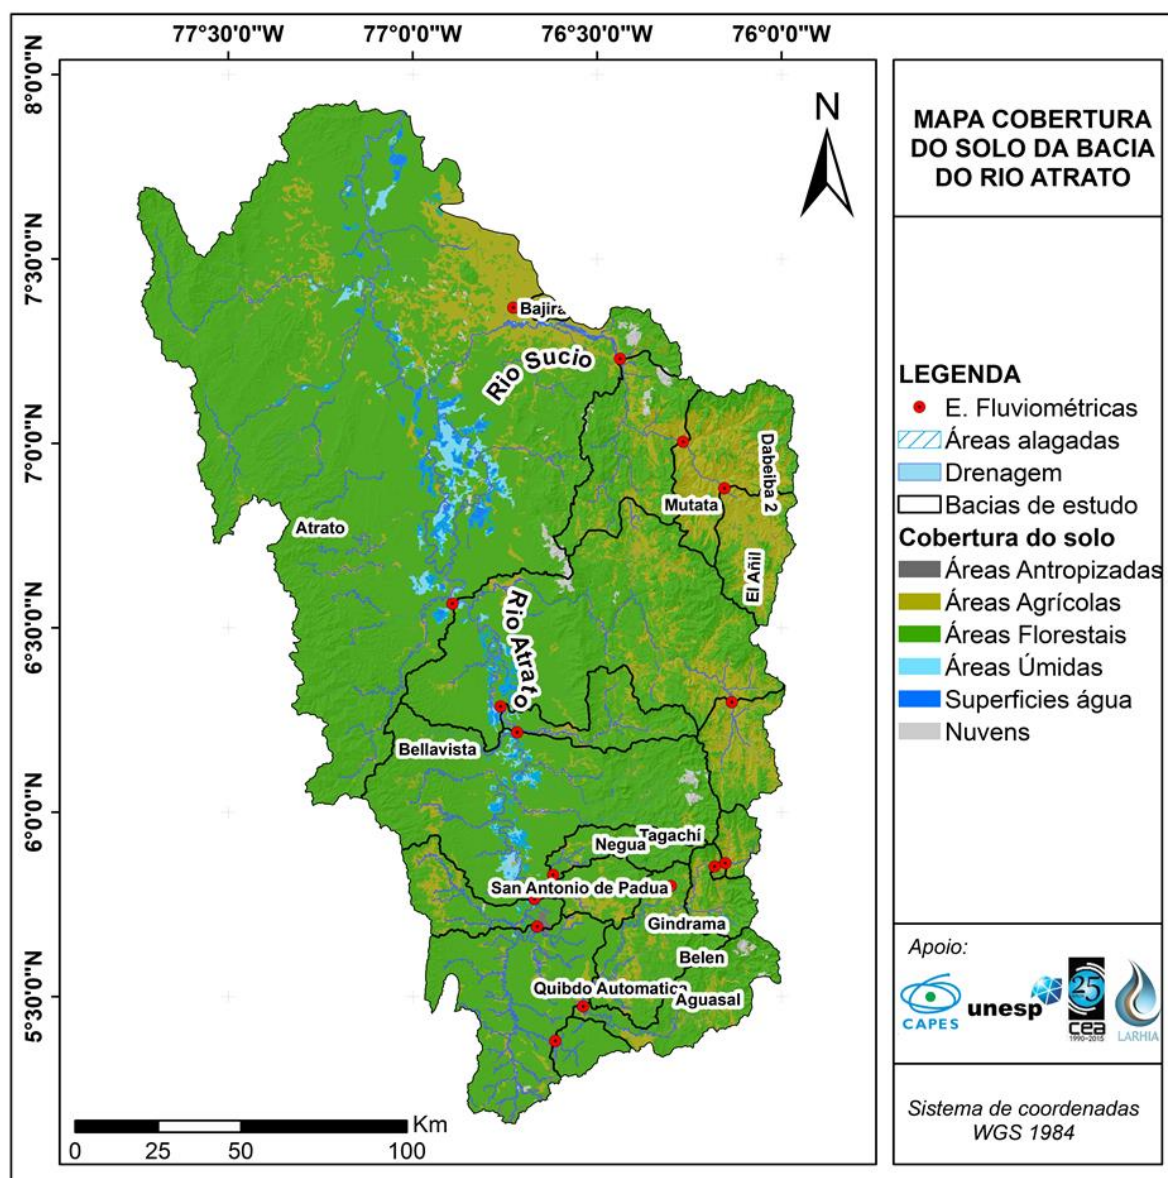 77°30'0"W 77°0'0"W 76°30'0"W 76°0'0"W
8°0'0"N
7°30'0"N
7°0'0"N
6°30'0"N
6°0'0"N
5°30'0"N
N
Bajira
Rio Sucio
Dabeiba 2
Mutata
Atrato
El Añil
Rio Atrato
Bellavista
Tagachí
Negua
San Antonio de Padua
Gindrama
Belen
Quibdo Automatica
Aguasal
Km
0 25 50 100
MAPA COBERTURA
DO SOLO DA BACIA
DO RIO ATRATO
LEGENDA
E. Fluviométricas
Áreas alagadas
Drenagem
Bacias de estudo
Cobertura do solo
Áreas Antropizadas
Áreas Agrícolas
Áreas Florestais
Áreas Úmidas
Superficies água
Nuvens
Apoio:
CAPES
unesp
25
cea
1990-2015
LARHIA
Sistema de coordenadas
WGS 1984